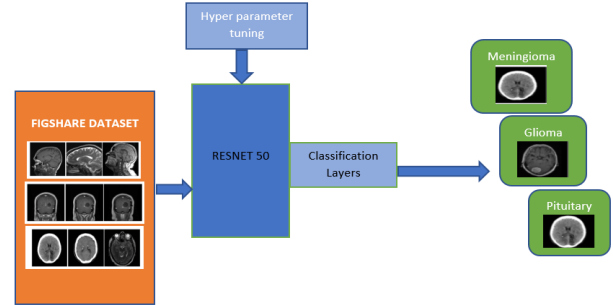 Hyper parameter
tuning
FIGSHARE DATASET
RESNET 50
Classification
Layers
Meningioma
Glioma
Pituitary